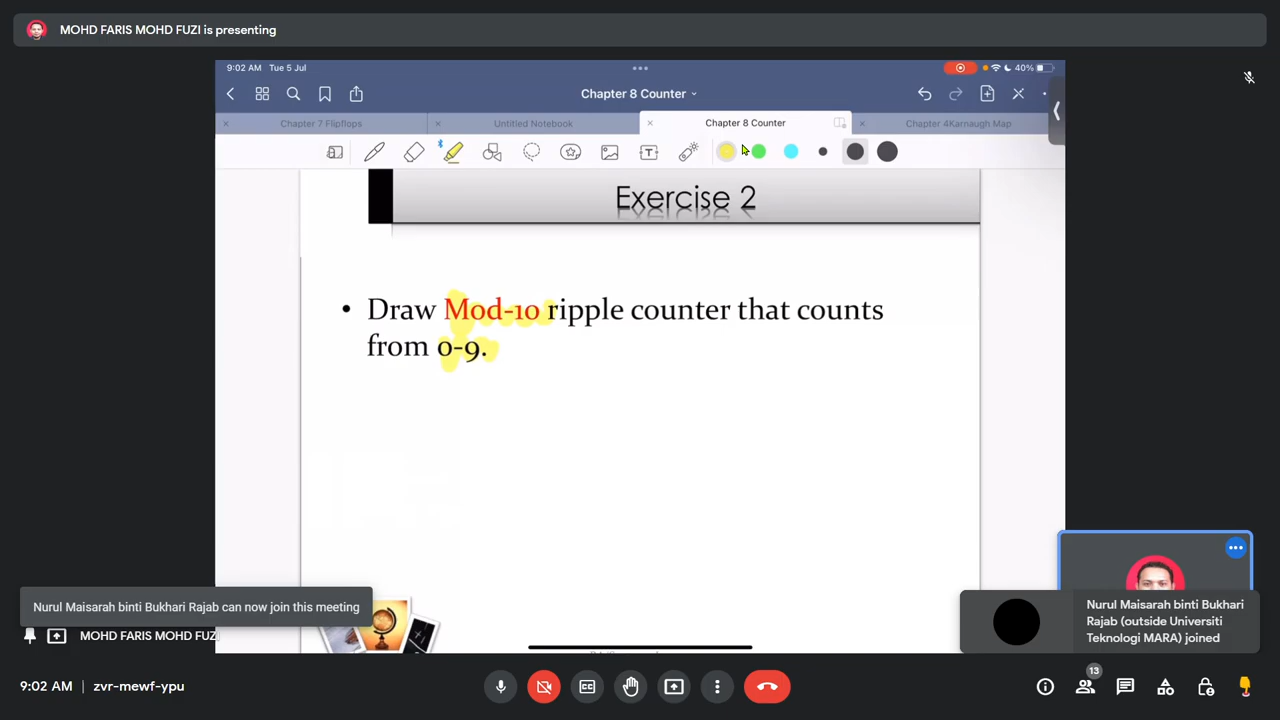 MOHD FARIS MOHD FUZI is presenting
9:02 AM Tue 5 Jul
40%
Chapter 8 Counter
Chapter 7 Flipflops
Untitled Notebook
Chapter 8 Counter
Chapter 4Karnaugh Map
Exercise 2
• Draw Mod-10 ripple counter that counts
from 0-9.
Nurul Maisarah binti Bukhari Rajab can now join this meeting
Nurul Maisarah binti Bukhari
Rajab (outside Universiti
Teknologi MARA) joined
MOHD FARIS MOHD FUZI
9:02 AM | zvr-mewf-ypu
13